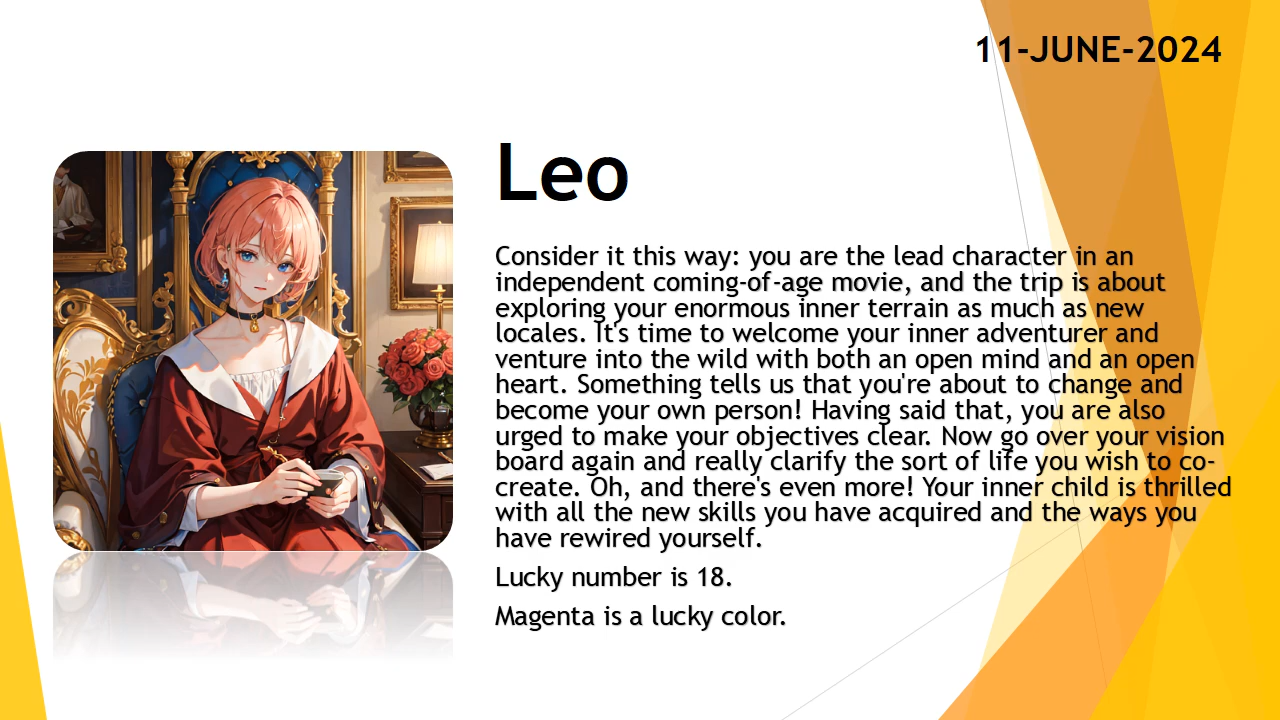 11-JUNE-2024
Leo
Consider it this way: you are the lead character in an
independent coming-of-age movie, and the trip is about
exploring your enormous inner terrain as much as new
locales. It's time to welcome your inner adventurer and
venture into the wild with both an open mind and an open
heart. Something tells us that you're about to change and
become your own person! Having said that, you are also
urged to make your objectives clear. Now go over your vision
board again and really clarify the sort of life you wish to co-
create. Oh, and there's even more! Your inner child is thrilled
with all the new skills you have acquired and the ways you
have rewired yourself.
Lucky number is 18.
Magenta is a lucky color.